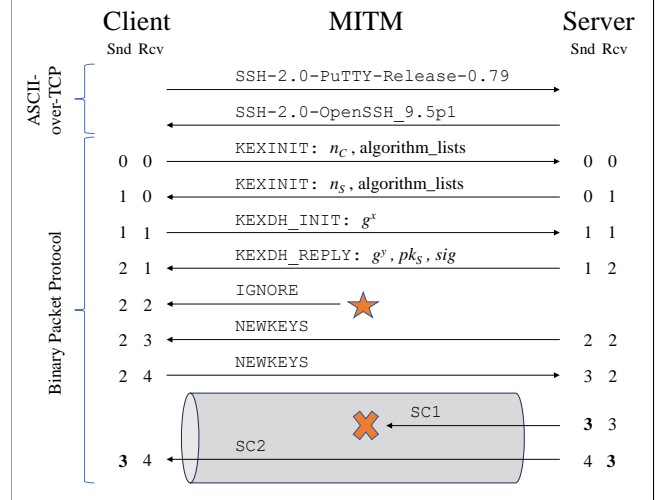 Client MITM Server
Snd Rcv Snd Rcv
ASCII-over-TCP
SSH-2.0-PuTTY-Release-0.79
SSH-2.0-OpenSSH_9.5p1
Binary Packet Protocol
KEXINIT: n_C, algorithm_lists
0 0 0 0
KEXINIT: n_S, algorithm_lists
1 0 0 1
KEXDH_INIT: g^x
1 1 1 1
KEXDH_REPLY: g^y, pk_S, sig
2 1 1 2
IGNORE
2 2
NEWKEYS
2 3 2 2
NEWKEYS
2 4 3 2
SC1
3 3
SC2
3 4 4 3